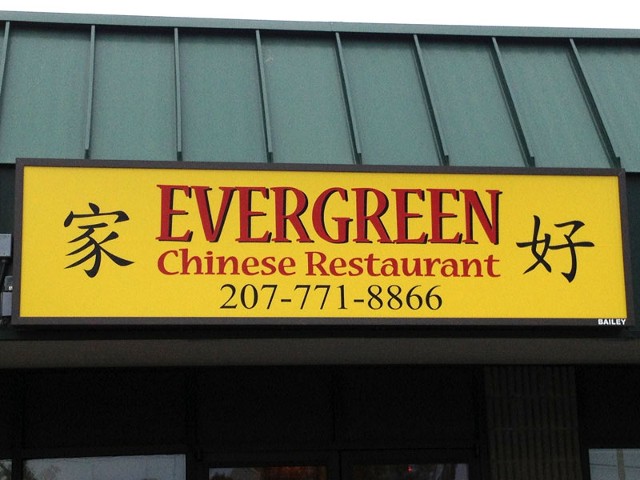 家 EVERGREEN 好
Chinese Restaurant
207-771-8866
BAILEY